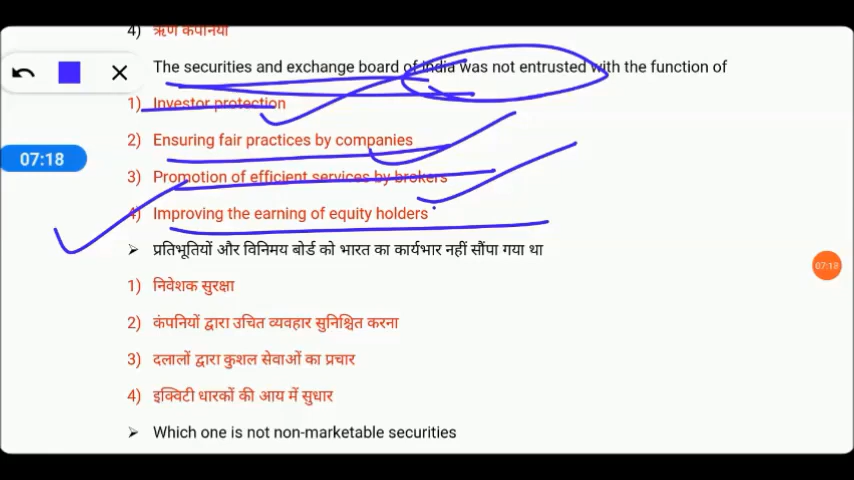 4) ऋण कंपनियां
The securities and exchange board of India was not entrusted with the function of
1) Investor protection
2) Ensuring fair practices by companies
07:18
3) Promotion of efficient services by brokers
4) Improving the earning of equity holders
➢ प्रतिभूतियों और विनिमय बोर्ड को भारत का कार्यभार नहीं सौंपा गया था
07:18
1) निवेशक सुरक्षा
2) कंपनियों द्वारा उचित व्यवहार सुनिश्चित करना
3) दलालों द्वारा कुशल सेवाओं का प्रचार
4) इक्विटी धारकों की आय में सुधार
➢ Which one is not non-marketable securities